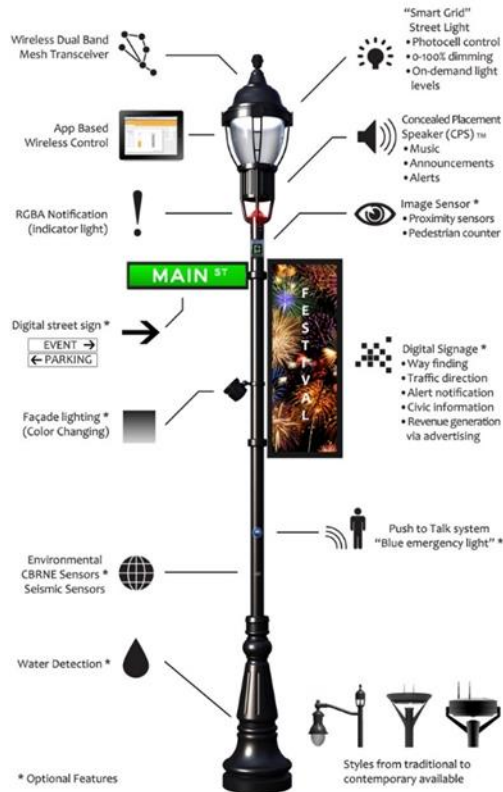 Wireless Dual Band
Mesh Transceiver
"Smart Grid"
Street Light
• Photocell control
• 0-100% dimming
• On-demand light
levels
App Based
Wireless Control
Concealed Placement
Speaker (CPS) TM
• Music
• Announcements
• Alerts
RGBA Notification
(indicator light)
Image Sensor *
• Proximity sensors
• Pedestrian counter
MAIN ST
FESTIVAL
Digital street sign *
EVENT →
← PARKING
Digital Signage *
• Way finding
• Traffic direction
• Alert notification
• Civic information
• Revenue generation
via advertising
Façade lighting *
(Color Changing)
Push to Talk system
"Blue emergency light" *
Environmental
CBRNE Sensors *
Seismic Sensors
Water Detection *
Styles from traditional to
contemporary available
* Optional Features